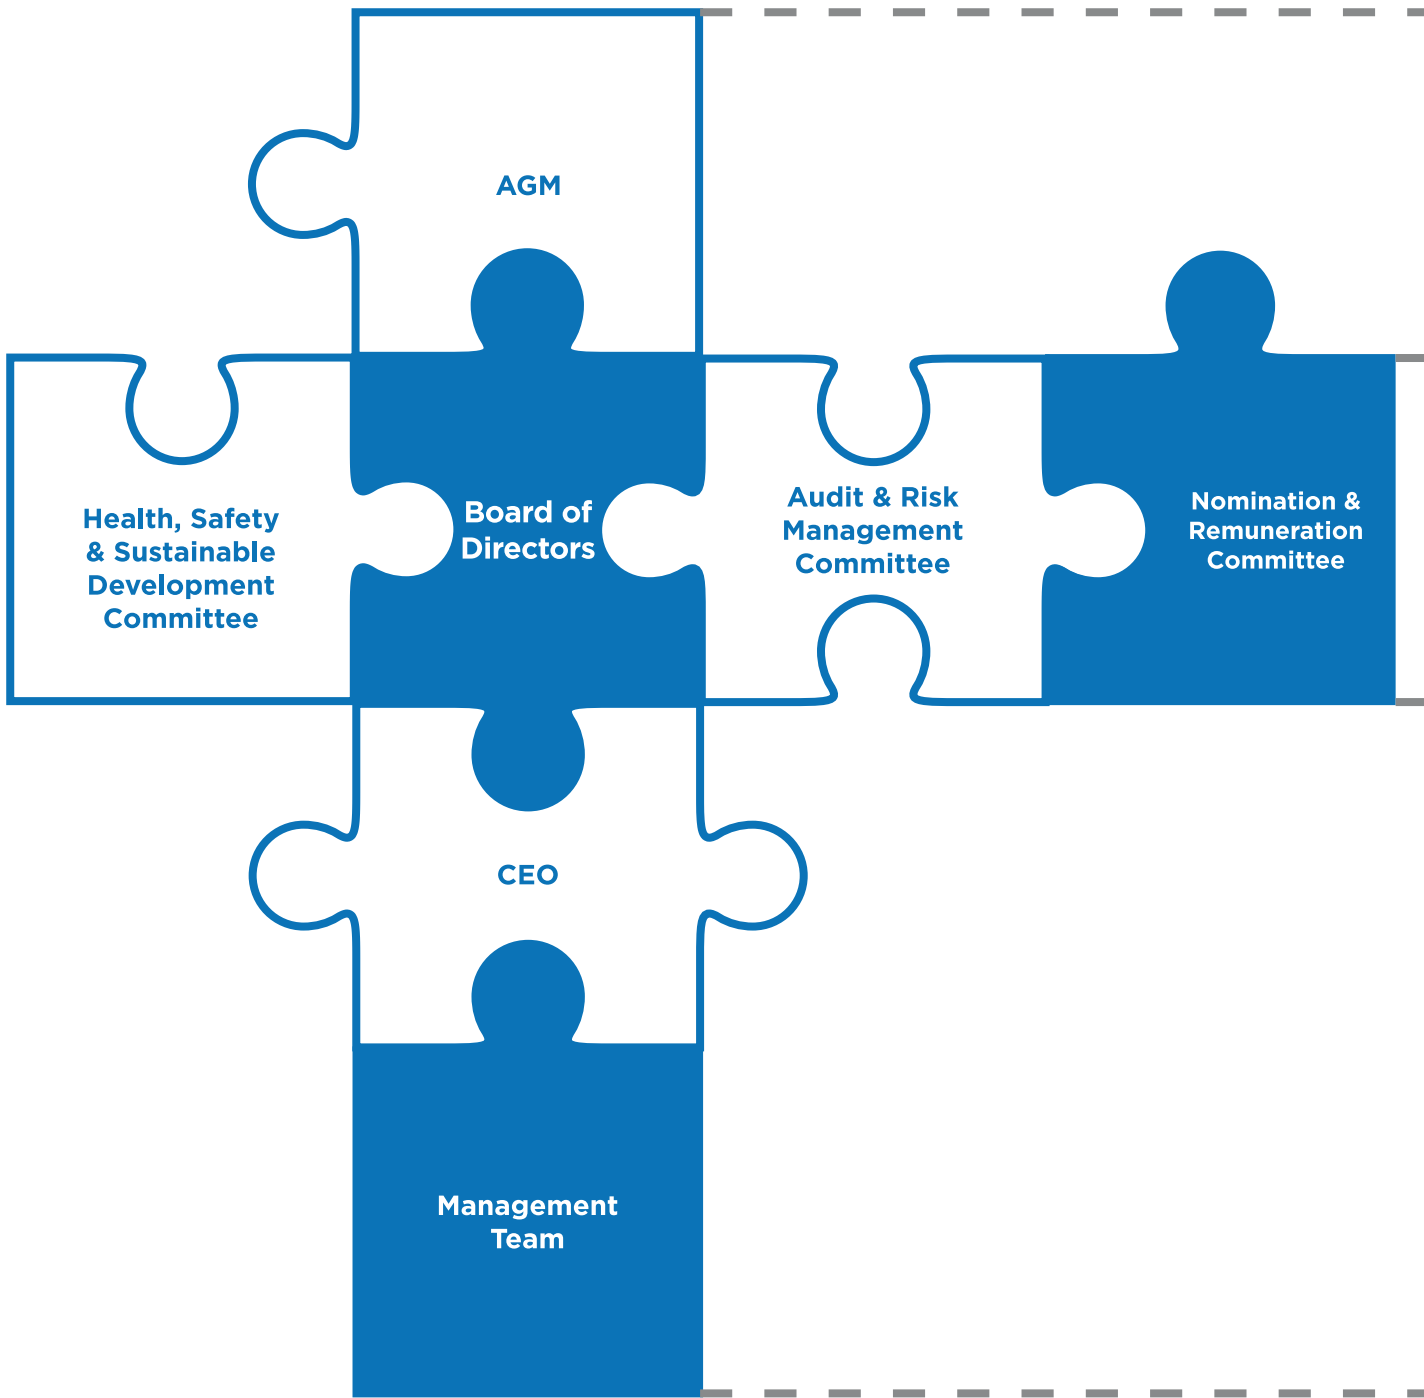 AGM
Health, Safety
& Sustainable
Development
Committee
Board of
Directors
Audit & Risk
Management
Committee
Nomination &
Remuneration
Committee
CEO
Management
Team